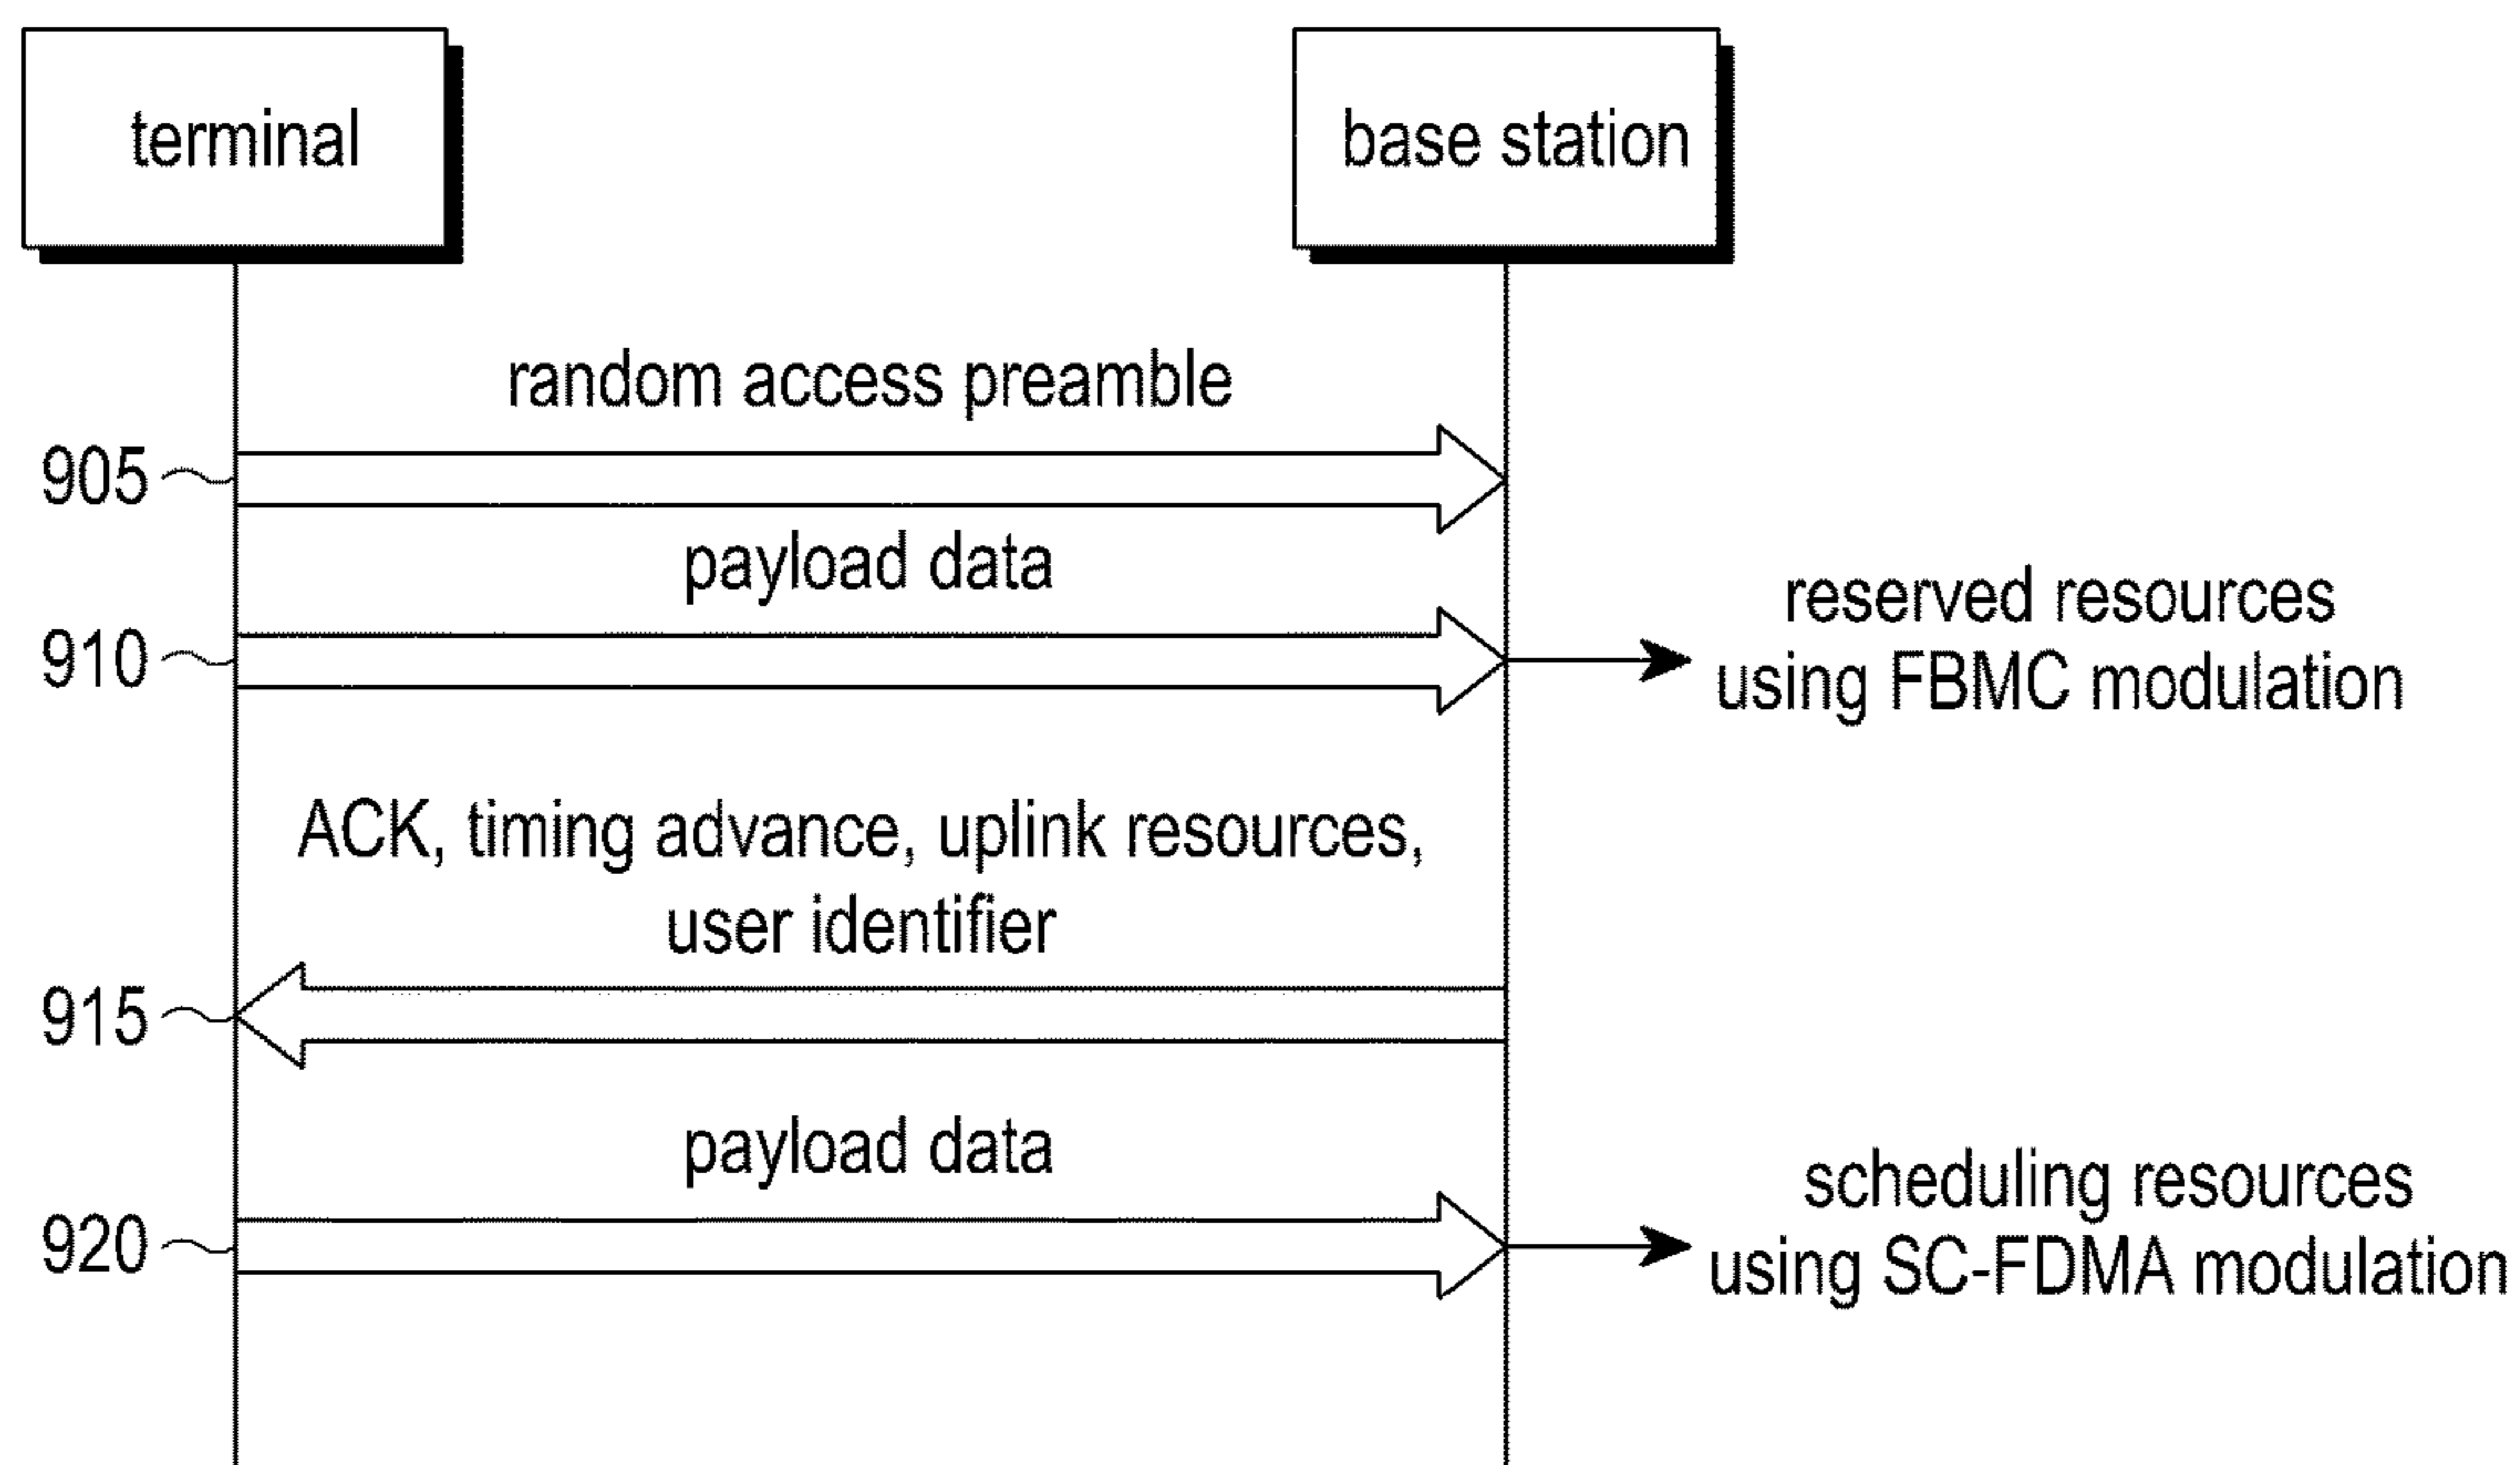 terminal
base station
random access preamble
905
payload data
910
reserved resources
using FBMC modulation
ACK, timing advance, uplink resources,
user identifier
915
payload data
920
scheduling resources
using SC-FDMA modulation